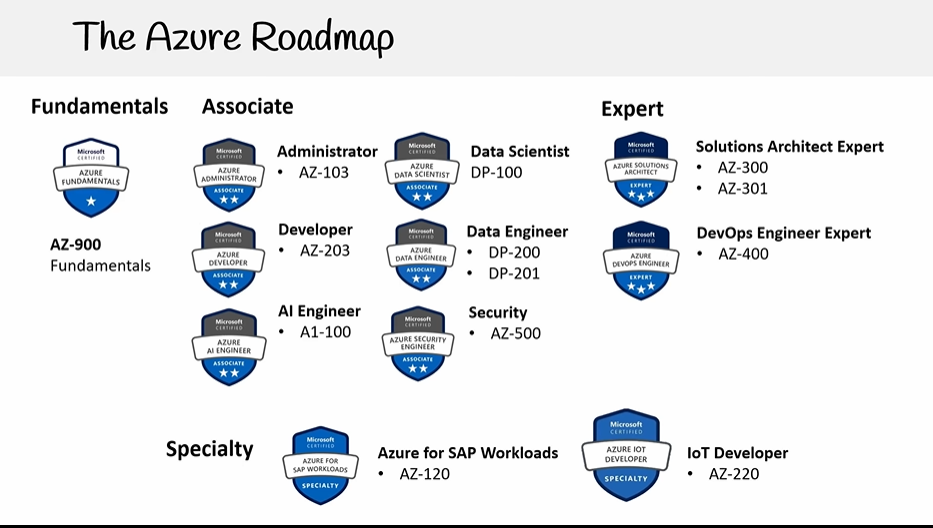 The Azure Roadmap
Fundamentals
Microsoft
CERTIFIED
AZURE
FUNDAMENTALS
AZ-900
Fundamentals
Associate
Microsoft
CERTIFIED
AZURE
ADMINISTRATOR
ASSOCIATE
Administrator
• AZ-103
Microsoft
CERTIFIED
AZURE
DATA SCIENTIST
ASSOCIATE
Data Scientist
DP-100
Microsoft
CERTIFIED
AZURE
DEVELOPER
ASSOCIATE
Developer
• AZ-203
Microsoft
CERTIFIED
AZURE
DATA ENGINEER
ASSOCIATE
Data Engineer
• DP-200
• DP-201
Microsoft
CERTIFIED
AZURE
AI ENGINEER
ASSOCIATE
AI Engineer
• A1-100
Microsoft
CERTIFIED
AZURE SECURITY
ENGINEER
ASSOCIATE
Security
• AZ-500
Expert
Microsoft
CERTIFIED
AZURE SOLUTIONS
ARCHITECT
EXPERT
Solutions Architect Expert
• AZ-300
• AZ-301
Microsoft
CERTIFIED
AZURE
DEVOPS ENGINEER
EXPERT
DevOps Engineer Expert
• AZ-400
Specialty
Microsoft
CERTIFIED
AZURE FOR
SAP WORKLOADS
SPECIALTY
Azure for SAP Workloads
• AZ-120
Microsoft
CERTIFIED
AZURE IOT
DEVELOPER
SPECIALTY
IoT Developer
• AZ-220